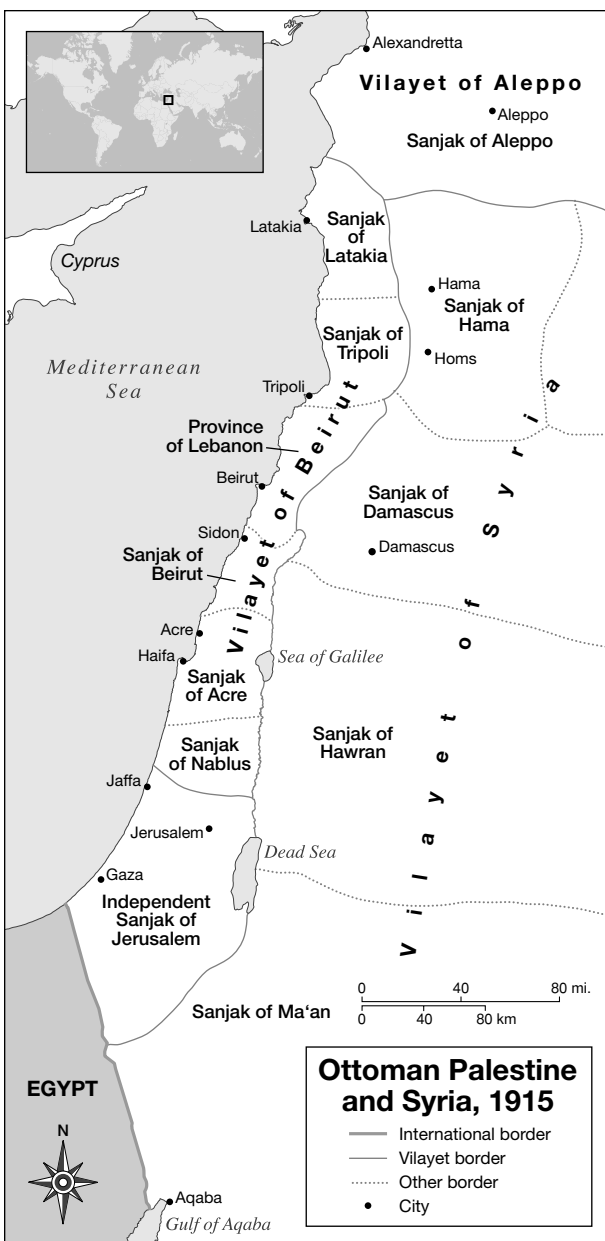 Alexandretta
Vilayet of Aleppo
Aleppo
Sanjak of Aleppo
Latakia
Sanjak
of
Latakia
Cyprus
Hama
Sanjak of
Hama
Sanjak of
Tripoli
Homs
Mediterranean
Sea
Tripoli
Province
of Lebanon
Vilayet of Beirut
Vilayet of Syria
Beirut
Sanjak of
Damascus
Sidon
Damascus
Sanjak of
Beirut
Acre
Haifa
Sea of Galilee
Sanjak
of Acre
Sanjak of
Hawran
Sanjak
of Nablus
Jaffa
Jerusalem
Dead Sea
Gaza
Independent
Sanjak of
Jerusalem
Sanjak of Ma‘an
0 40 80 mi.
0 40 80 km
EGYPT
N
Ottoman Palestine
and Syria, 1915
International border
Vilayet border
Other border
City
Aqaba
Gulf of Aqaba